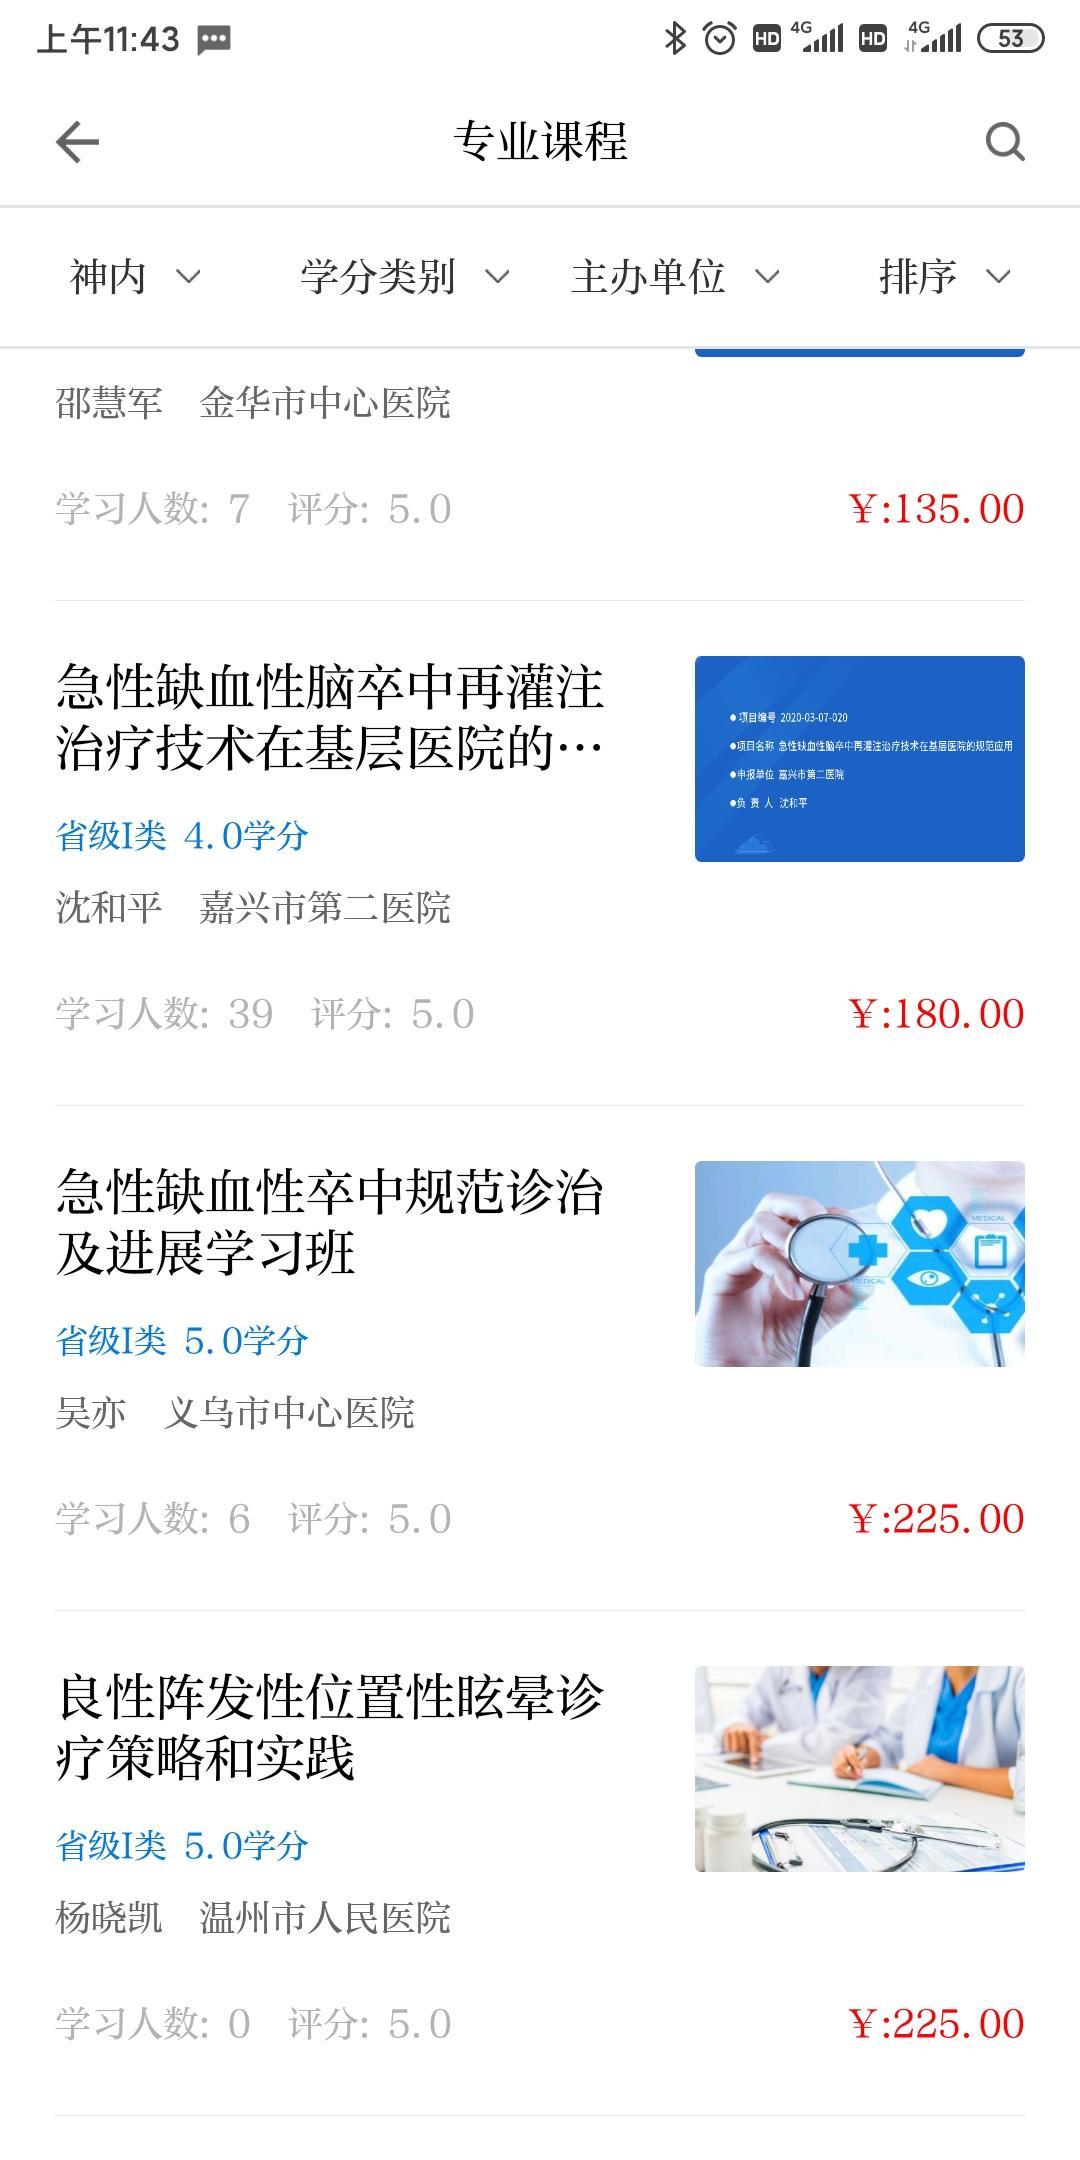 上午11:43
HD 4G HD 4G 53
专业课程
神内 学分类别 主办单位 排序
邵慧军 金华市中心医院
学习人数: 7 评分: 5.0 ￥:135.00
急性缺血性脑卒中再灌注
治疗技术在基层医院的…
省级I类 4.0学分
沈和平 嘉兴市第二医院
●项目编号 2020-03-07-020
●项目名称 急性缺血性脑卒中再灌注治疗技术在基层医院的规范应用
●申报单位 嘉兴市第二医院
●负 责 人 沈和平
学习人数: 39 评分: 5.0 ￥:180.00
急性缺血性卒中规范诊治
及进展学习班
省级I类 5.0学分
吴亦 义乌市中心医院
MEDICAL
MEDICAL
学习人数: 6 评分: 5.0 ￥:225.00
良性阵发性位置性眩晕诊
疗策略和实践
省级I类 5.0学分
杨晓凯 温州市人民医院
学习人数: 0 评分: 5.0 ￥:225.00